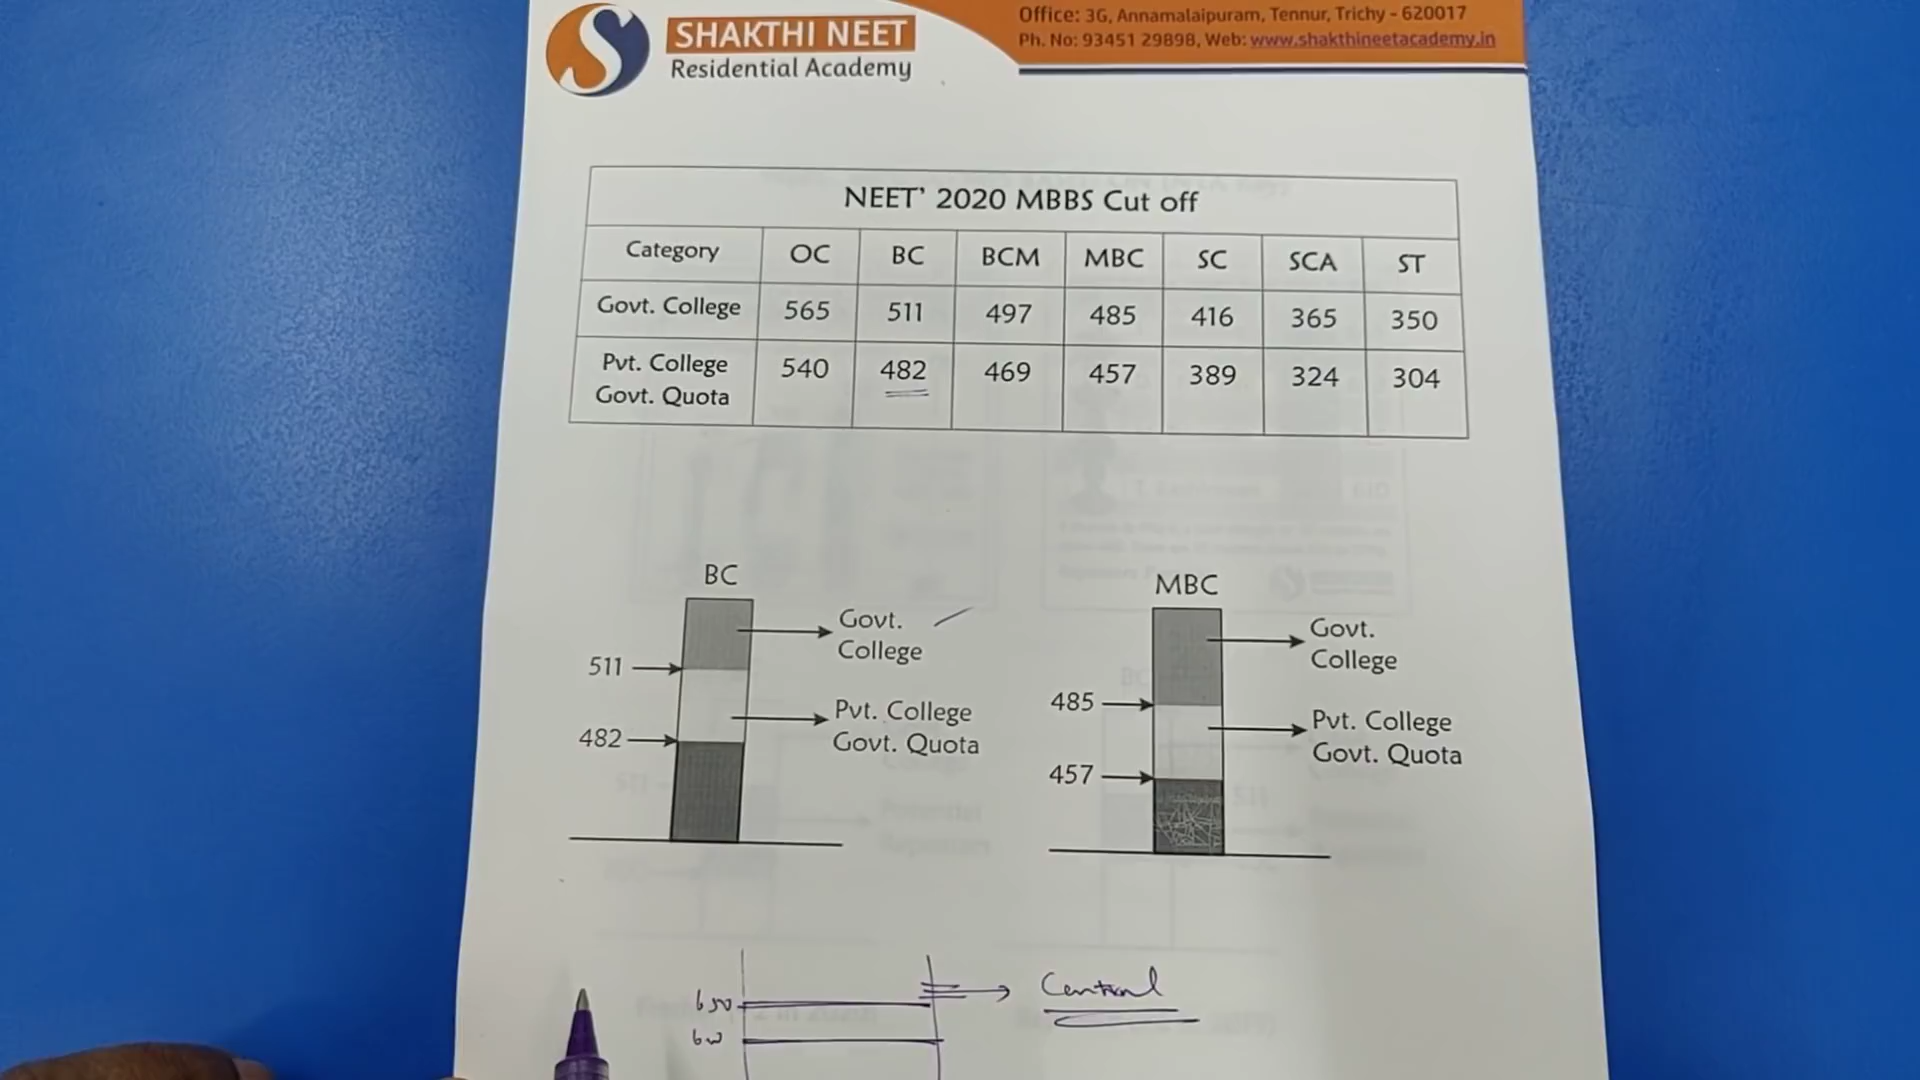 SHAKTHI NEET
Residential Academy
Office: 3G, Annamalaipuram, Tennur, Trichy - 620017
Ph. No: 93451 29898, Web: www.shakthineetacademy.in
NEET' 2020 MBBS Cut off
Category OC BC BCM MBC SC SCA ST
Govt. College 565 511 497 485 416 365 350
Pvt. College
Govt. Quota 540 482 469 457 389 324 304
BC
Govt.
College
511
Pvt. College
Govt. Quota
482
MBC
Govt.
College
485
Pvt. College
Govt. Quota
457
650
Central